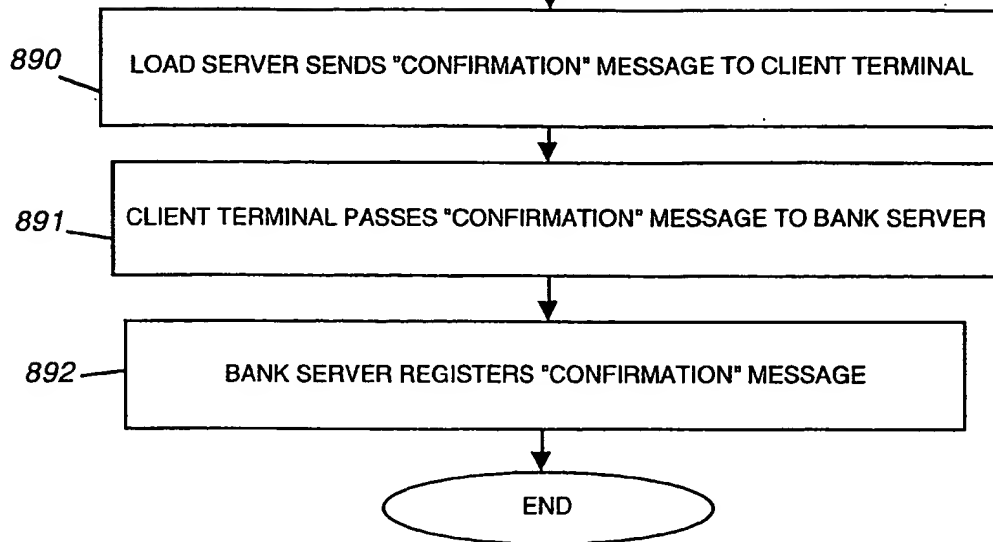 890
LOAD SERVER SENDS "CONFIRMATION" MESSAGE TO CLIENT TERMINAL
891
CLIENT TERMINAL PASSES "CONFIRMATION" MESSAGE TO BANK SERVER
892
BANK SERVER REGISTERS "CONFIRMATION" MESSAGE
END